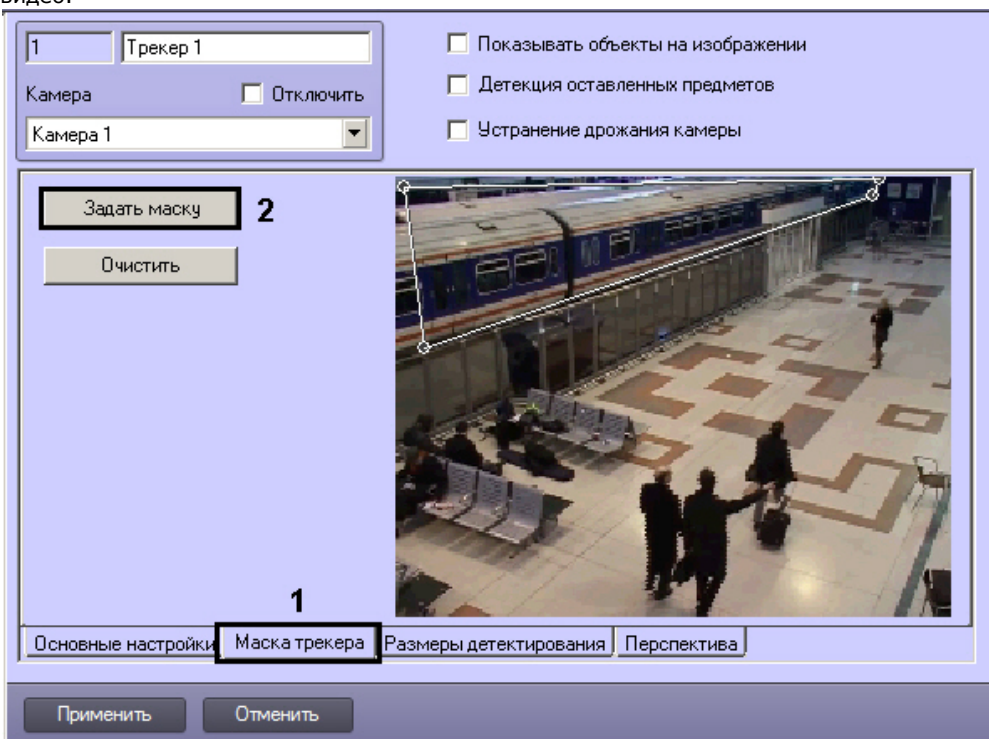 видео.
1 Трекер 1
Показывать объекты на изображении
Камера Отключить
Детекция оставленных предметов
Камера 1
Устранение дрожания камеры
Задать маску 2
Очистить
1
Основные настройки Маска трекера Размеры детектирования Перспектива
Применить Отменить